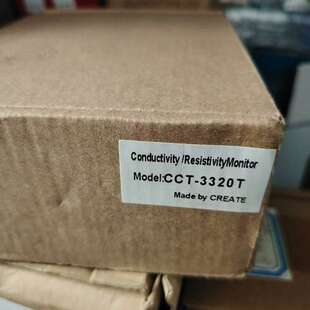 Conductivity /ResistivityMonitor
Model:CCT-3320T
Made by CREATE